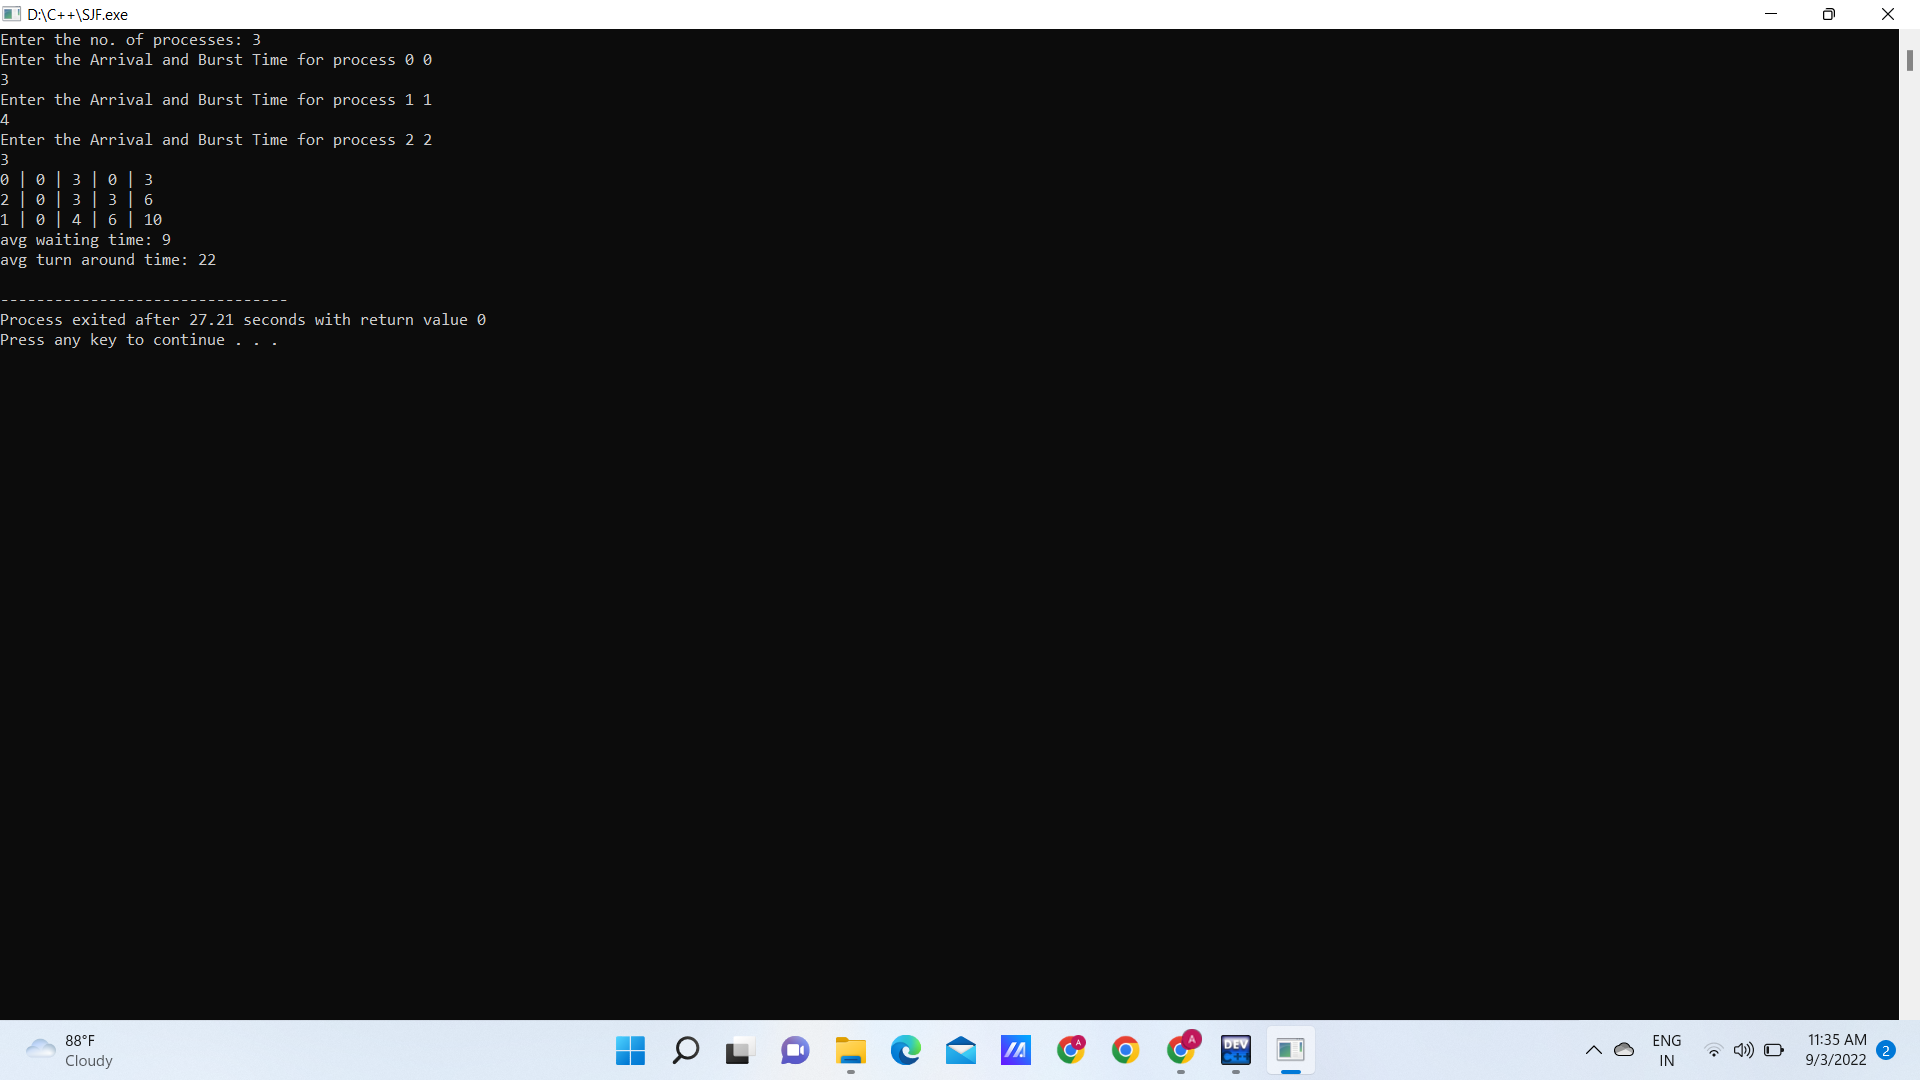 D:\C++\SJF.exe
Enter the no. of processes: 3
Enter the Arrival and Burst Time for process 0 0
3
Enter the Arrival and Burst Time for process 1 1
4
Enter the Arrival and Burst Time for process 2 2
3
0 | 0 | 3 | 0 | 3
2 | 0 | 3 | 3 | 6
1 | 0 | 4 | 6 | 10
avg waiting time: 9
avg turn around time: 22
--------------------------------
Process exited after 27.21 seconds with return value 0
Press any key to continue . . .
88°F
Cloudy
A
A
DEV
C++
ENG
IN
11:35 AM
9/3/2022
2